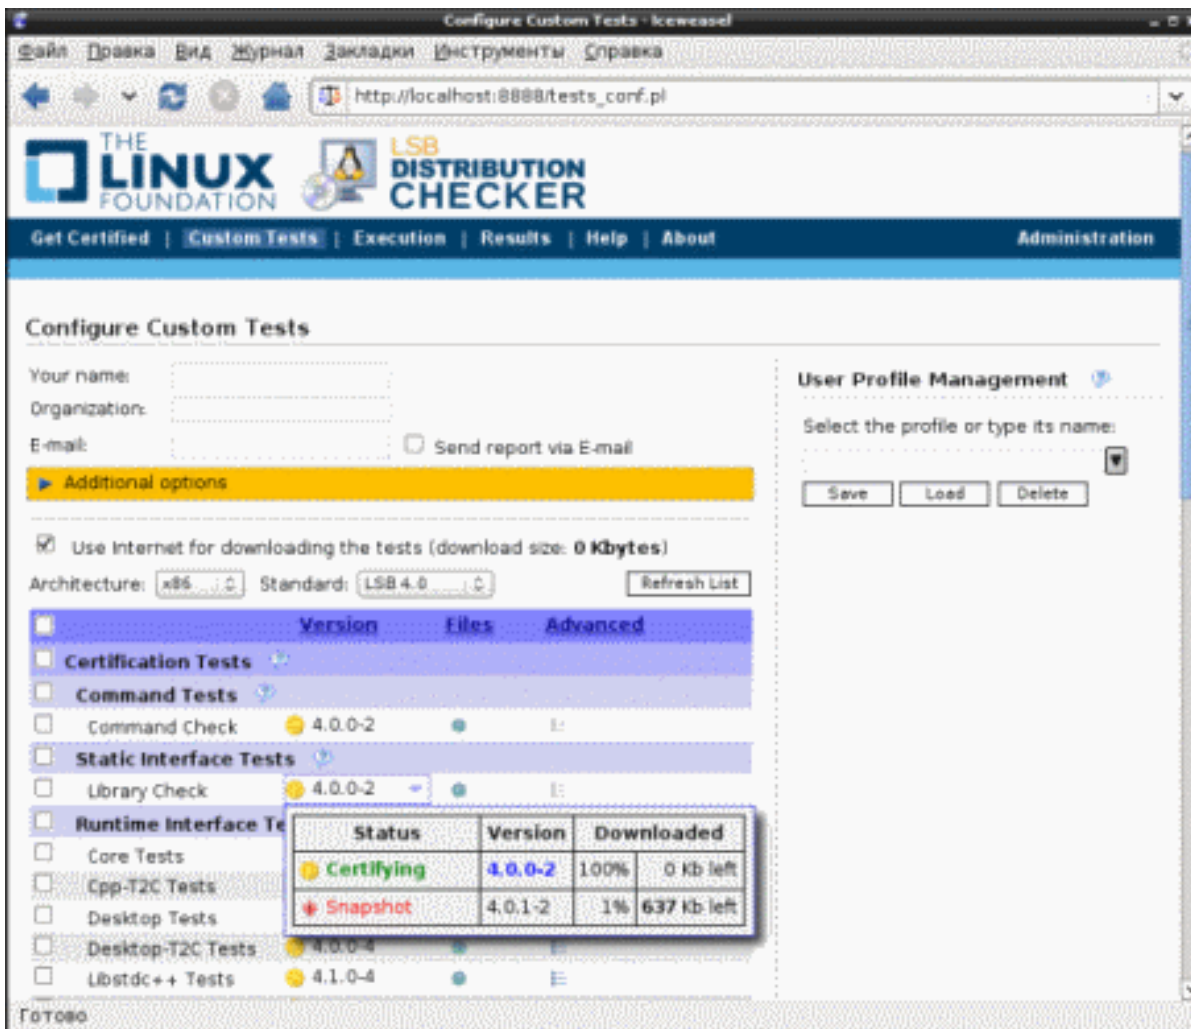 Configure Custom Tests - Iceweasel
Файл Правка Вид Журнал Закладки Инструменты Справка
http://localhost:8888/tests_conf.pl
THE LINUX FOUNDATION
LSB DISTRIBUTION CHECKER
Get Certified | Custom Tests | Execution | Results | Help | About Administration
Configure Custom Tests
Your name:
Organization:
E-mail: Send report via E-mail
Additional options
User Profile Management
Select the profile or type its name:
Save Load Delete
Use Internet for downloading the tests (download size: 0 Kbytes)
Architecture: x86 Standard: LSB 4.0 Refresh List
Version Files Advanced
Certification Tests
Command Tests
Command Check 4.0.0-2
Static Interface Tests
Library Check 4.0.0-2
Runtime Interface Te
Status Version Downloaded
Certifying 4.0.0-2 100% 0 Kb left
Snapshot 4.0.1-2 1% 637 Kb left
Core Tests
Cpp-T2C Tests
Desktop Tests
Desktop-T2C Tests 4.0.0-4
Libstdc++ Tests 4.1.0-4
Готово